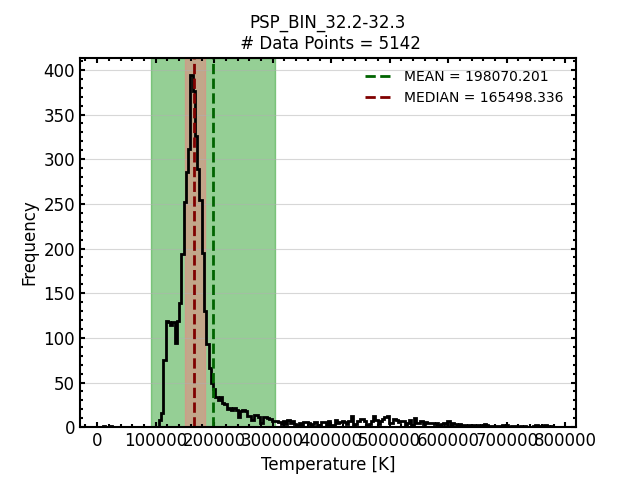 PSP_BIN_32.2-32.3
# Data Points = 5142
MEAN = 198070.201
MEDIAN = 165498.336
Frequency
400
350
300
250
200
150
100
50
0
0 100000 200000 300000 400000 500000 600000 700000 800000
Temperature [K]